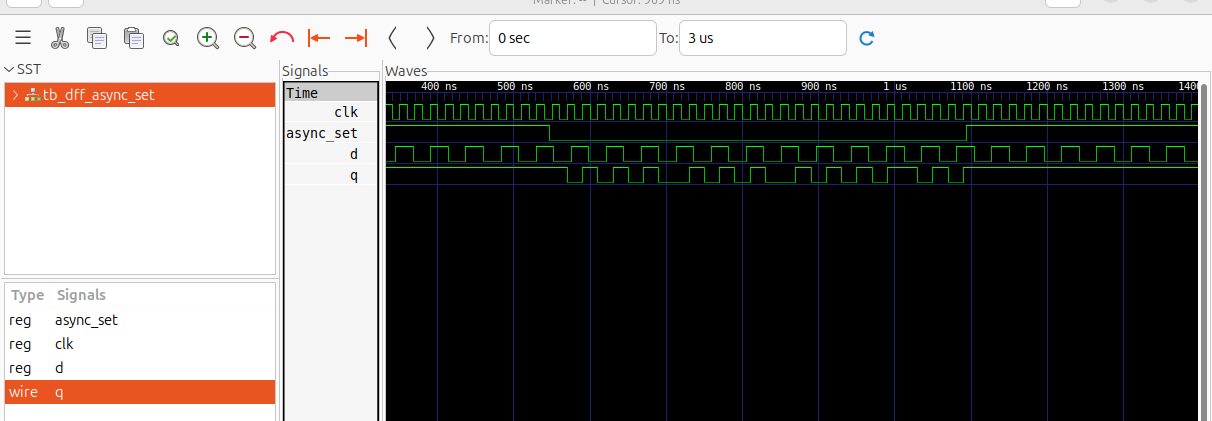 Marker: -- | Cursor: 909 ns
From: 0 sec To: 3 us
SST
tb_dff_async_set
Type Signals
reg async_set
reg clk
reg d
wire q
Signals
Time
clk
async_set
d
q
Waves
400 ns 500 ns 600 ns 700 ns 800 ns 900 ns 1 us 1100 ns 1200 ns 1300 ns 1400